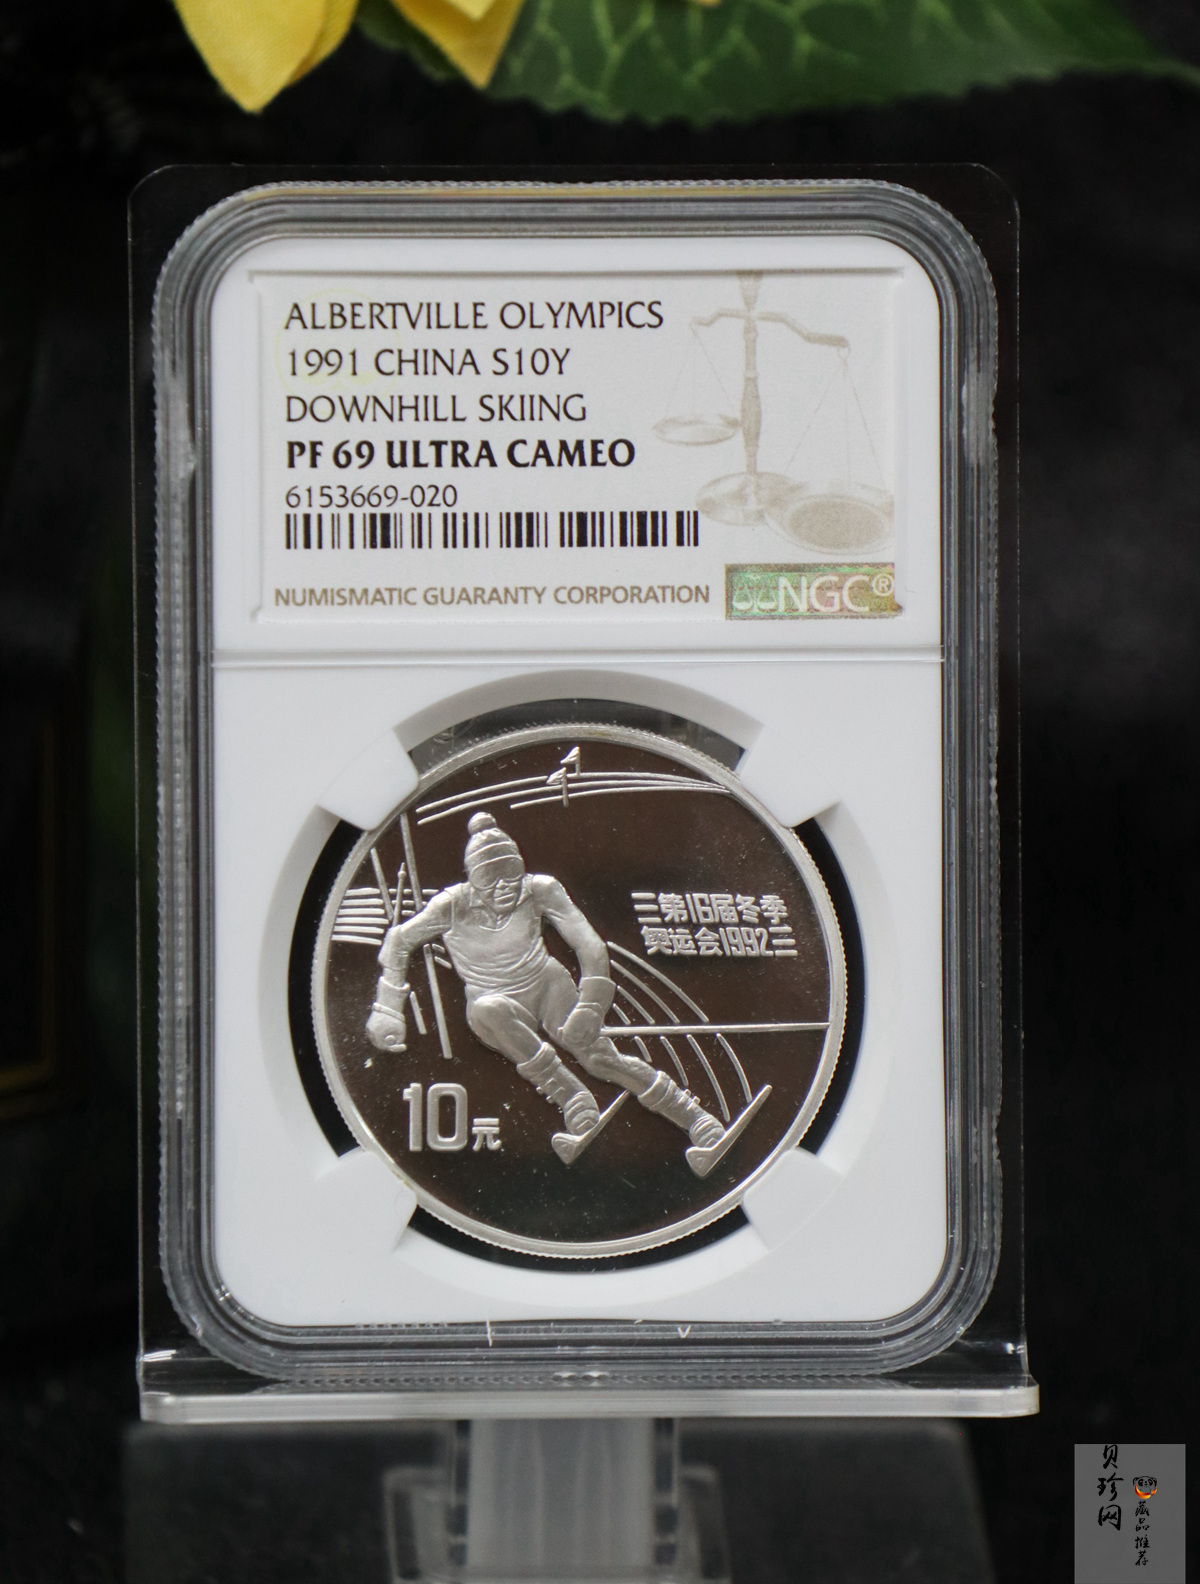 ALBERTVILLE OLYMPICS
1991 CHINA S10Y
DOWNHILL SKIING
PF 69 ULTRA CAMEO
6153669-020
NUMISMATIC GUARANTY CORPORATION
NGC®
第16届冬季
奥运会1992
10元
贝珍网
藏品推荐